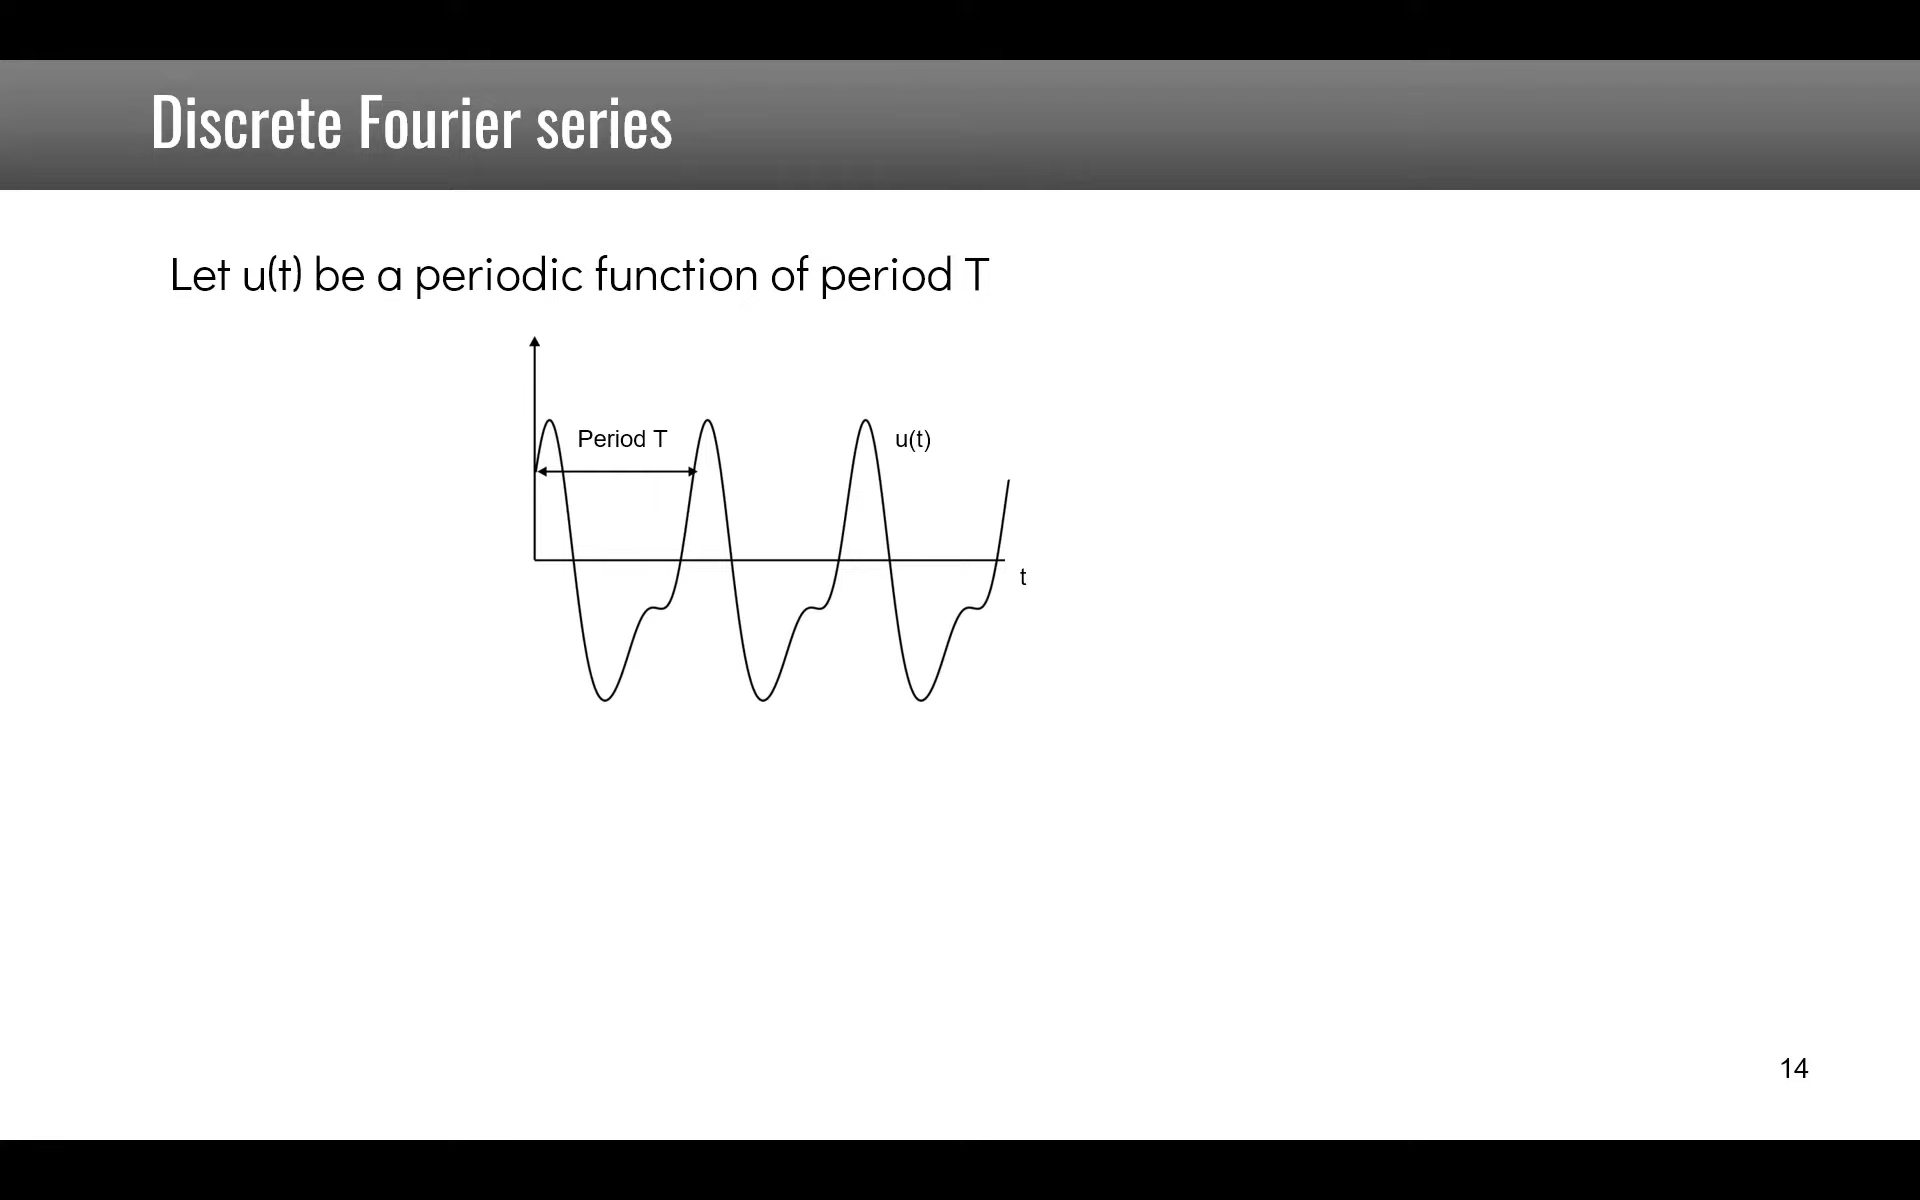 Discrete Fourier series
Let u(t) be a periodic function of period T
Period T
u(t)
t
14